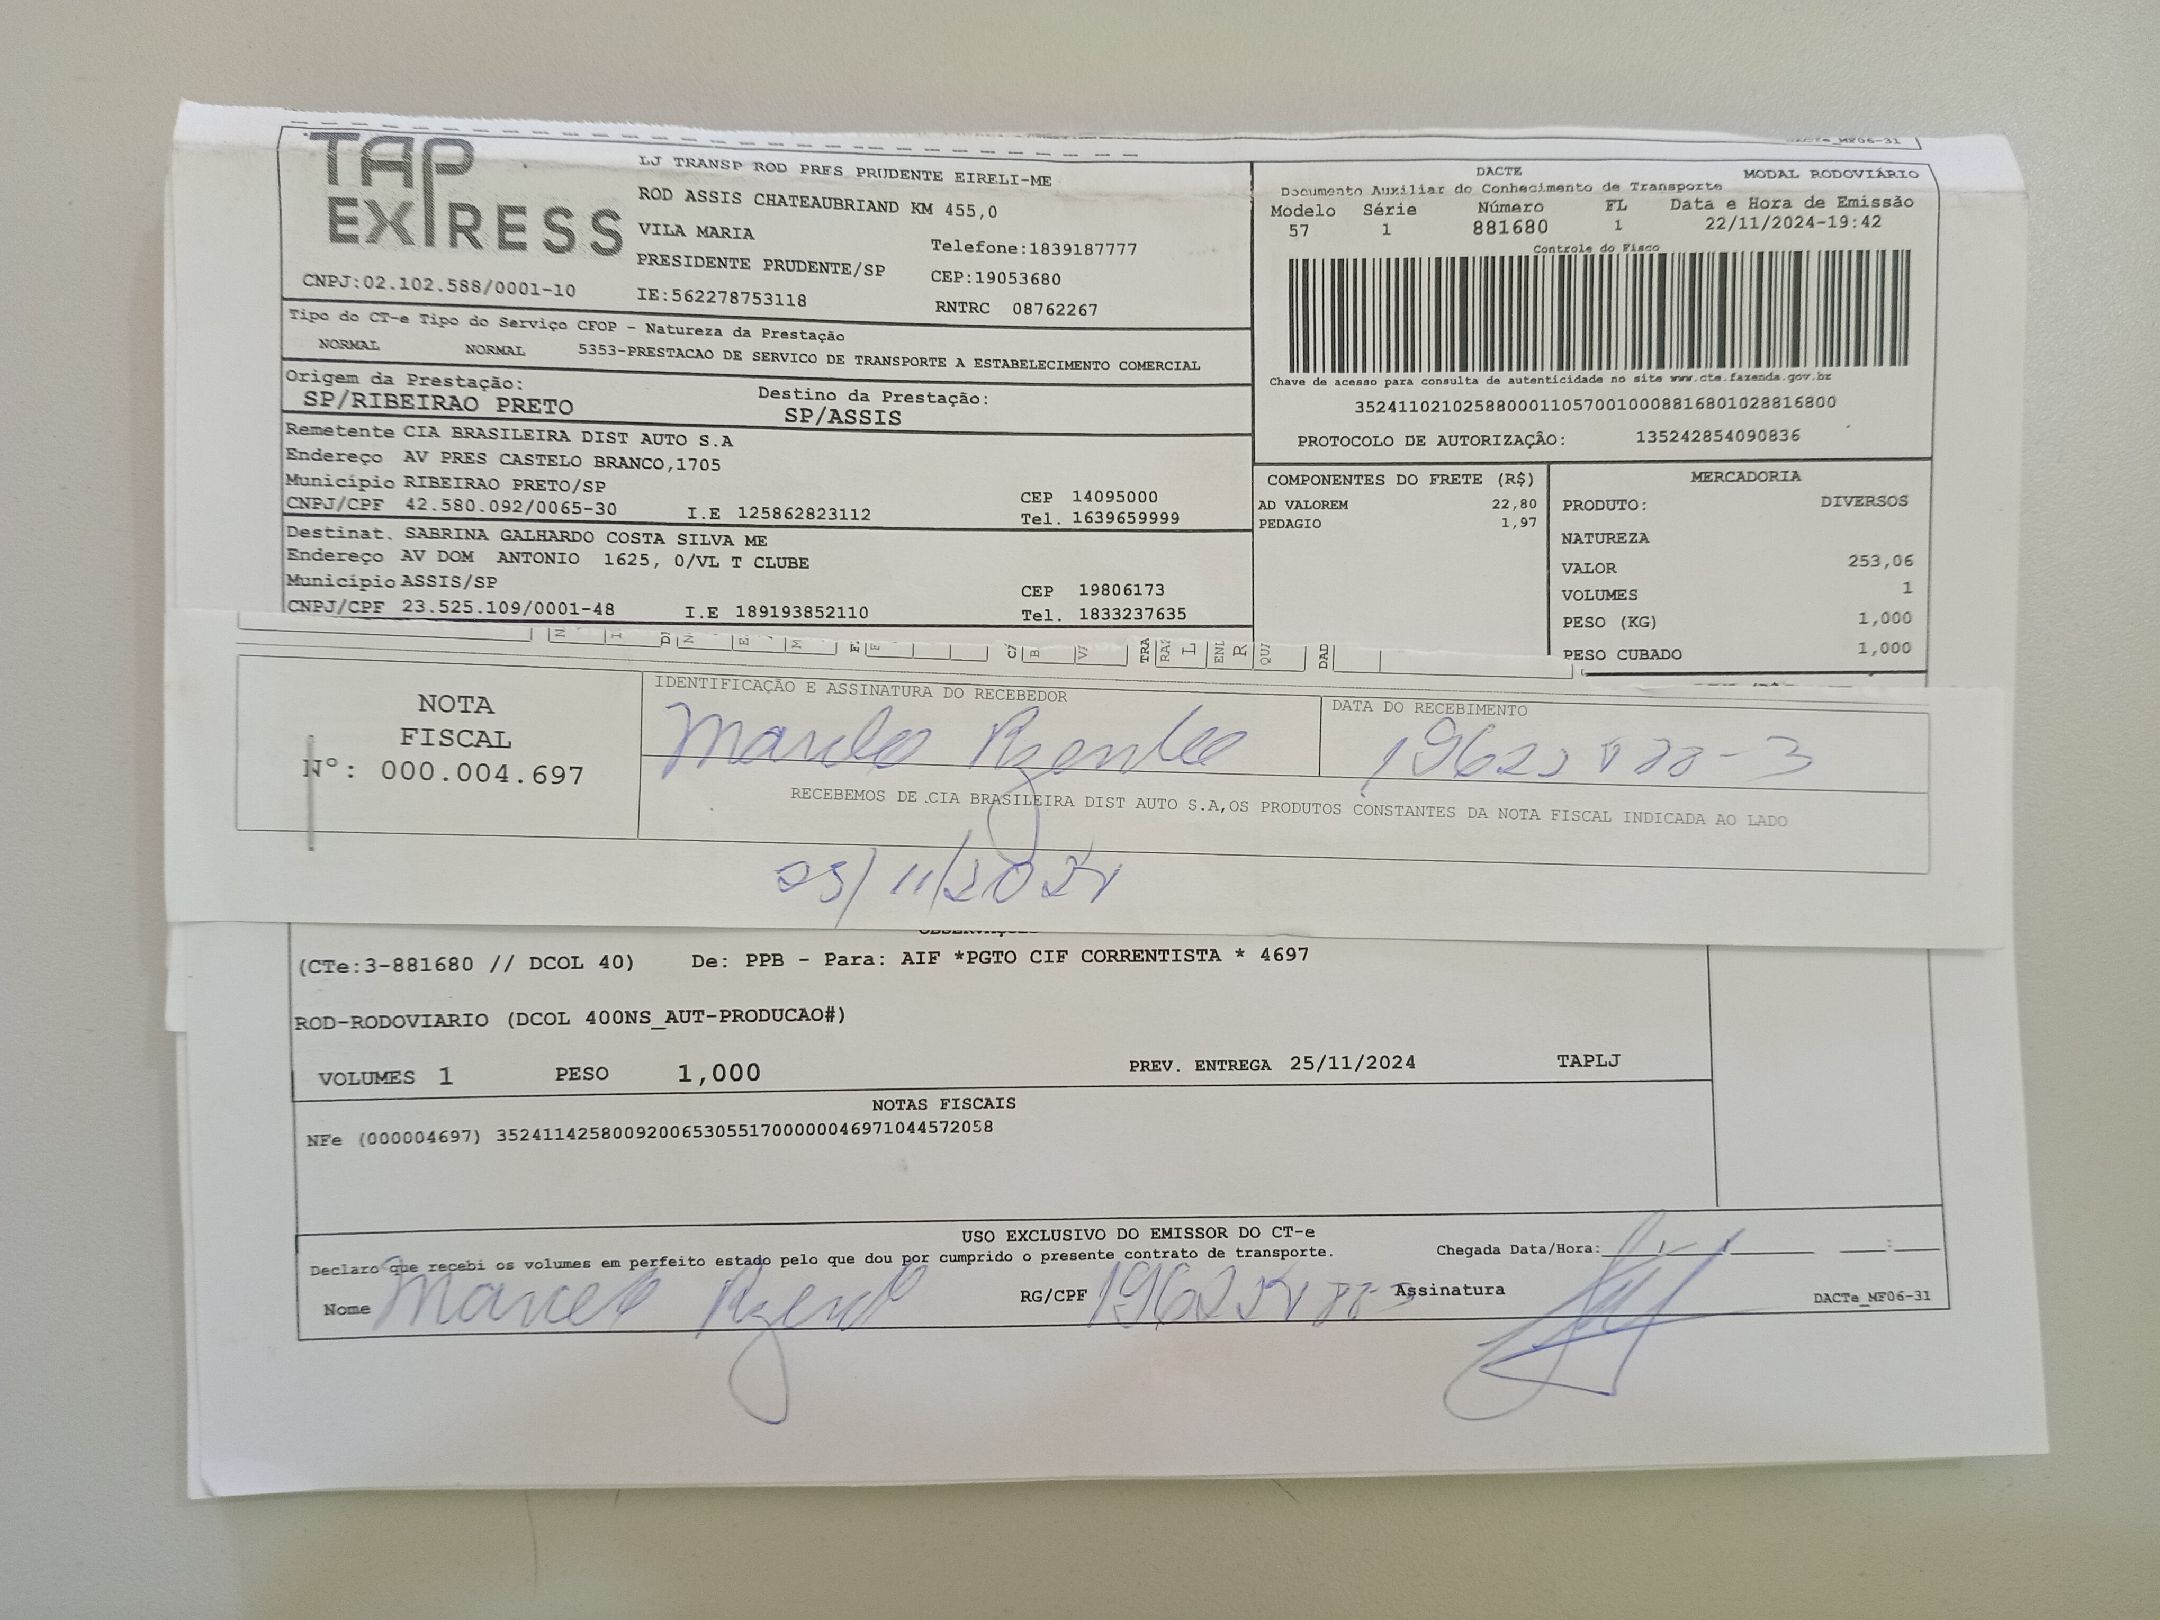 TAP
EXPRESS
CNPJ:02.102.588/0001-10
LJ TRANSP ROD PRES PRUDENTE EIRELI-ME
ROD ASSIS CHATEAUBRIAND KM 455,0
VILA MARIA
Telefone:1839187777
PRESIDENTE PRUDENTE/SP
CEP:19053680
IE:562278753118
RNTRC 08762267
DACTe_MF06-31
DACTE
MODAL RODOVIÁRIO
Documento Auxiliar do Conhecimento de Transporte
Modelo Série Número FL Data e Hora de Emissão
57 1 881680 1 22/11/2024-19:42
Controle do Fisco
Chave de acesso para consulta de autenticidade no site www.cte.fazenda.gov.br
35241102102588000110570010008816801028816800
PROTOCOLO DE AUTORIZAÇÃO: 135242854090836
Tipo do CT-e Tipo do Serviço CFOP - Natureza da Prestação
NORMAL NORMAL 5353-PRESTACAO DE SERVICO DE TRANSPORTE A ESTABELECIMENTO COMERCIAL
Origem da Prestação: Destino da Prestação:
SP/RIBEIRAO PRETO SP/ASSIS
Remetente CIA BRASILEIRA DIST AUTO S.A
Endereço AV PRES CASTELO BRANCO,1705
Município RIBEIRAO PRETO/SP CEP 14095000
CNPJ/CPF 42.580.092/0065-30 I.E 125862823112 Tel. 1639659999
Destinat. SABRINA GALHARDO COSTA SILVA ME
Endereço AV DOM ANTONIO 1625, 0/VL T CLUBE
Município ASSIS/SP CEP 19806173
CNPJ/CPF 23.525.109/0001-48 I.E 189193852110 Tel. 1833237635
COMPONENTES DO FRETE (R$)
AD VALOREM 22,80
PEDAGIO 1,97
MERCADORIA
PRODUTO: DIVERSOS
NATUREZA
VALOR 253,06
VOLUMES 1
PESO (KG) 1,000
PESO CUBADO 1,000
NOTA
FISCAL
Nº: 000.004.697
IDENTIFICAÇÃO E ASSINATURA DO RECEBEDOR
DATA DO RECEBIMENTO
RECEBEMOS DE CIA BRASILEIRA DIST AUTO S.A,OS PRODUTOS CONSTANTES DA NOTA FISCAL INDICADA AO LADO
(CTe:3-881680 // DCOL 40) De: PPB - Para: AIF *PGTO CIF CORRENTISTA * 4697
ROD-RODOVIARIO (DCOL 400NS_AUT-PRODUCAO#)
VOLUMES 1 PESO 1,000 PREV. ENTREGA 25/11/2024 TAPLJ
NOTAS FISCAIS
NFe (000004697) 35241142580092006530551700000046971044572058
USO EXCLUSIVO DO EMISSOR DO CT-e
Declaro que recebi os volumes em perfeito estado pelo que dou por cumprido o presente contrato de transporte. Chegada Data/Hora:
Nome RG/CPF Assinatura DACTe_MF06-31